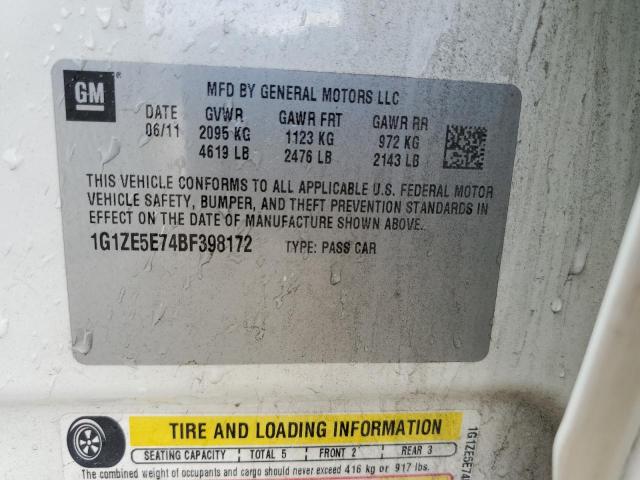 GM
MFD BY GENERAL MOTORS LLC
DATE GVWR GAWR FRT GAWR RR
06/11 2095 KG 1123 KG 972 KG
4619 LB 2476 LB 2143 LB
THIS VEHICLE CONFORMS TO ALL APPLICABLE U.S. FEDERAL MOTOR
VEHICLE SAFETY, BUMPER, AND THEFT PREVENTION STANDARDS IN
EFFECT ON THE DATE OF MANUFACTURE SHOWN ABOVE.
1G1ZE5E74BF398172 TYPE: PASS CAR
TIRE AND LOADING INFORMATION
SEATING CAPACITY TOTAL 5 FRONT 2 REAR 3
The combined weight of occupants and cargo should never exceed 416 kg or 917 lbs.
1G1ZE5E74